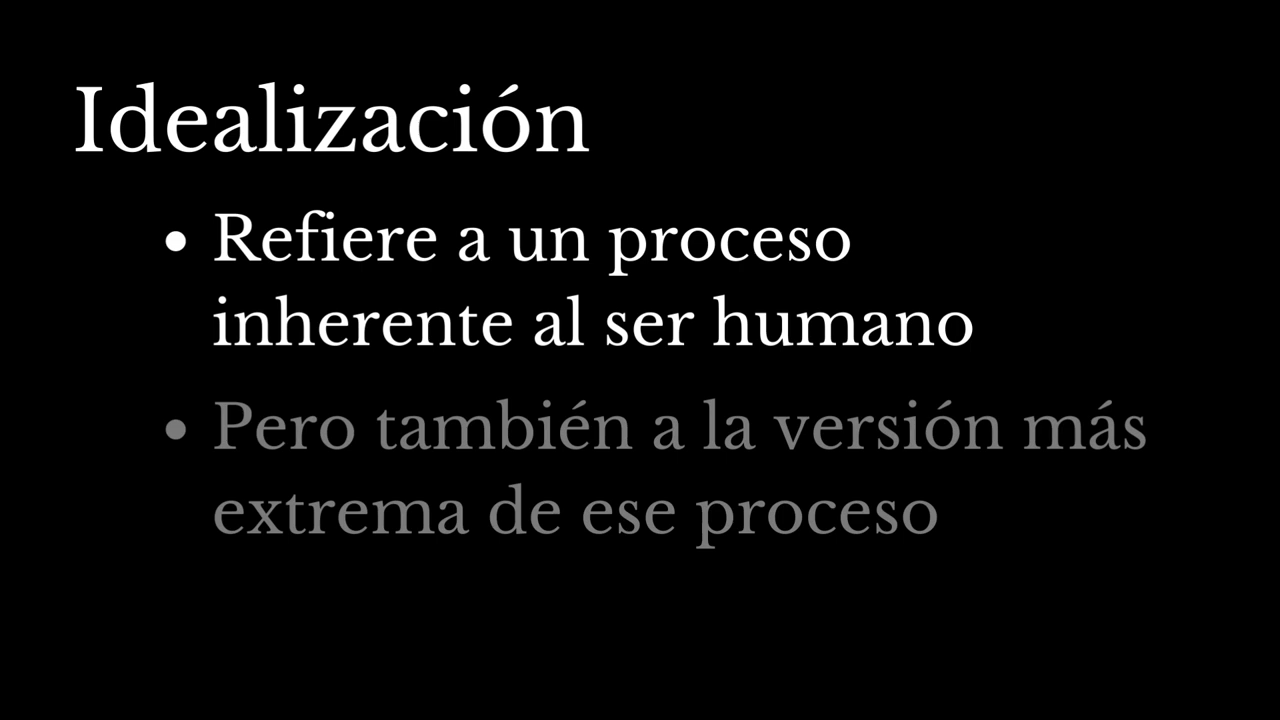 Idealización
• Refiere a un proceso
inherente al ser humano
• Pero también a la versión más
extrema de ese proceso